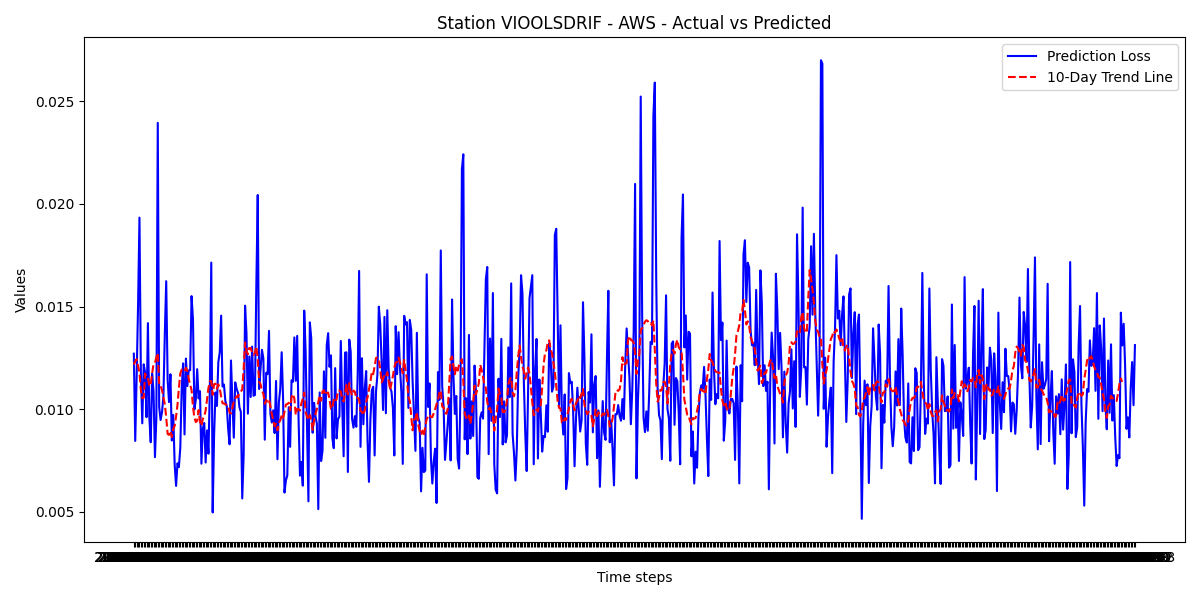 Station VIOOLSDRIF - AWS - Actual vs Predicted
Prediction Loss
10-Day Trend Line
Values
0.025
0.020
0.015
0.010
0.005
Time steps